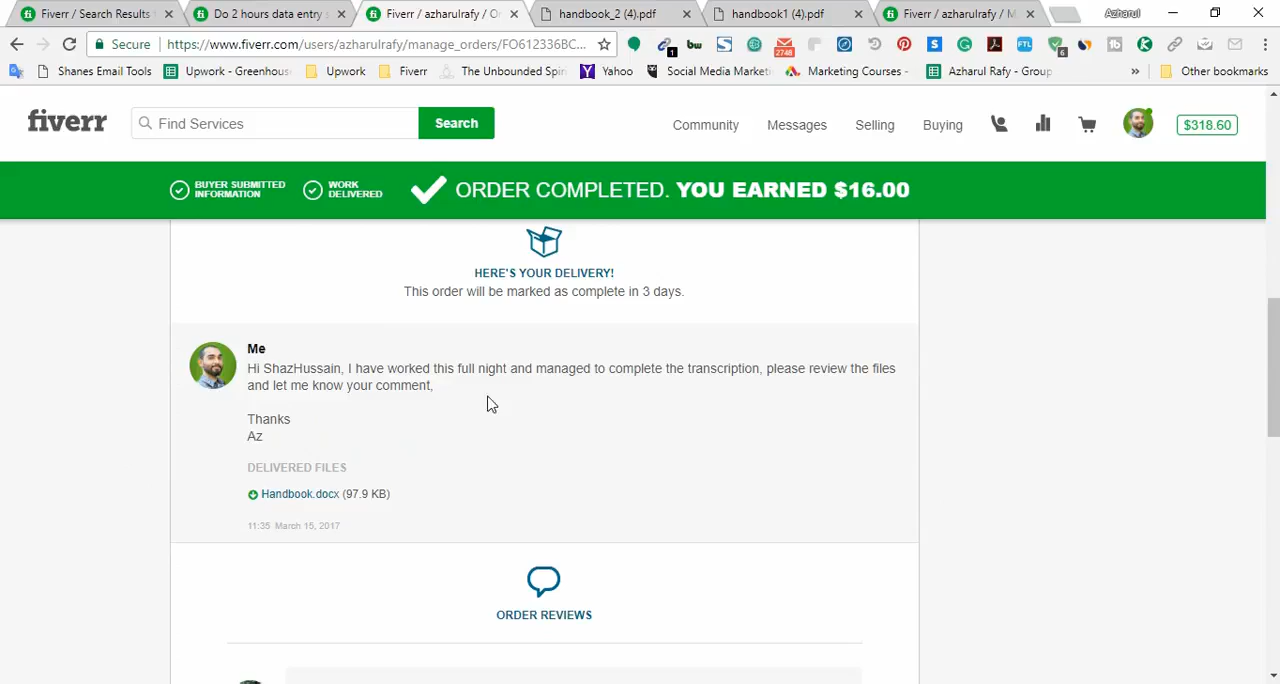 Fiverr / Search Results
Do 2 hours data entry
Fiverr / azharulrafy / O
handbook_2 (4).pdf
handbook1 (4).pdf
Fiverr / azharulrafy / M
Azharul
Secure
https://www.fiverr.com/users/azharulrafy/manage_orders/FO612336BC...
2748
1
bw
S
FTL
6
Shanes Email Tools
Upwork - Greenhous
Upwork
Fiverr
The Unbounded Spiri
Yahoo
Social Media Marketi
Marketing Courses -
Azharul Rafy - Group
»
Other bookmarks
fiverr
Find Services
Search
Community
Messages
Selling
Buying
$318.60
BUYER SUBMITTED
INFORMATION
WORK
DELIVERED
ORDER COMPLETED. YOU EARNED $16.00
HERE'S YOUR DELIVERY!
This order will be marked as complete in 3 days.
Me
Hi ShazHussain, I have worked this full night and managed to complete the transcription, please review the files
and let me know your comment,
Thanks
Az
DELIVERED FILES
Handbook.docx (97.9 KB)
11:35 March 15, 2017
ORDER REVIEWS